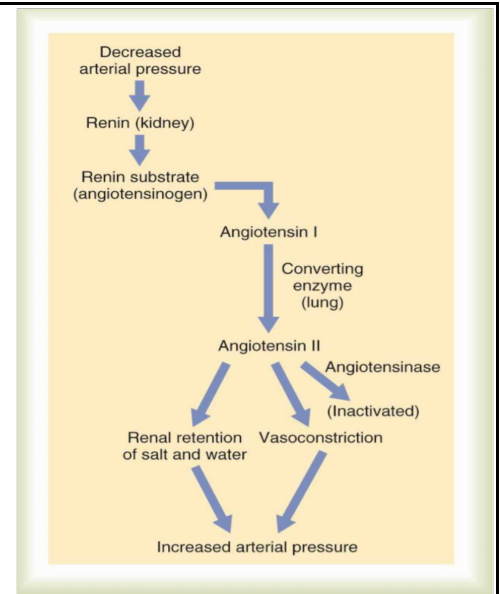 Decreased
arterial pressure
Renin (kidney)
Renin substrate
(angiotensinogen)
Angiotensin I
Converting
enzyme
(lung)
Angiotensin II
Angiotensinase
(Inactivated)
Renal retention
of salt and water
Vasoconstriction
Increased arterial pressure